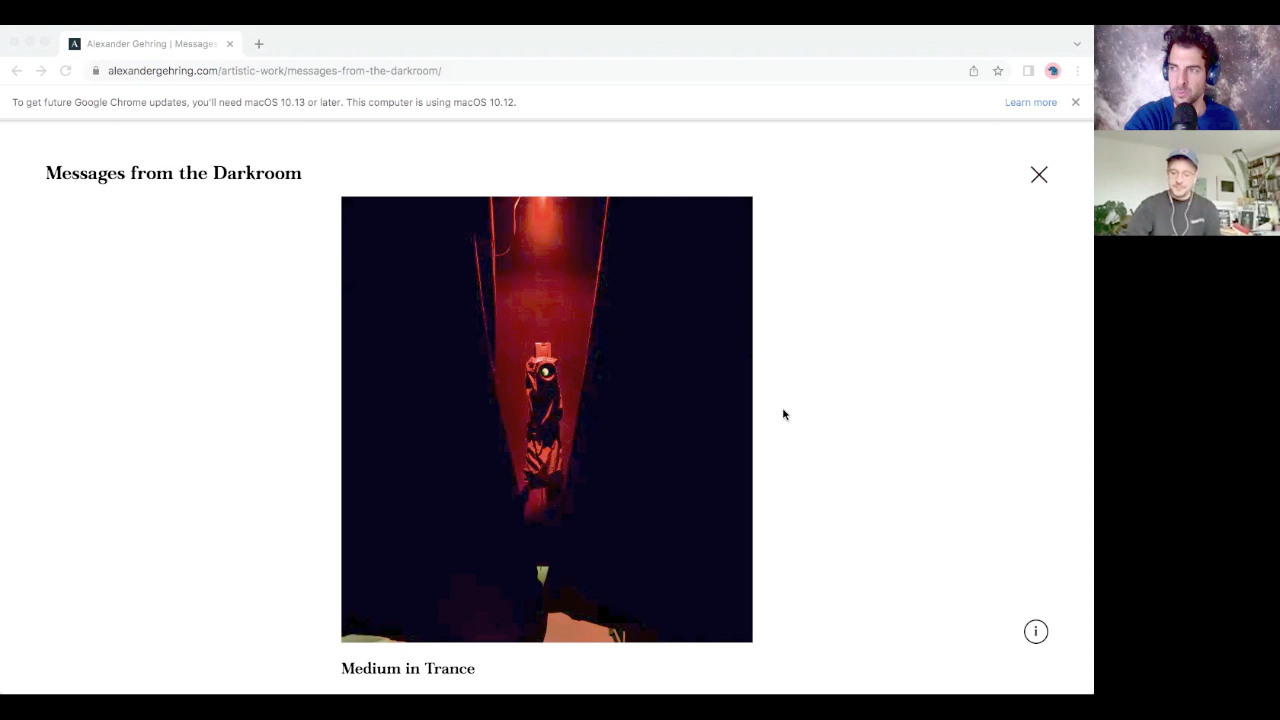 Alexander Gehring | Messages
alexandergehring.com/artistic-work/messages-from-the-darkroom/
To get future Google Chrome updates, you'll need macOS 10.13 or later. This computer is using macOS 10.12.
Learn more
Messages from the Darkroom
Medium in Trance